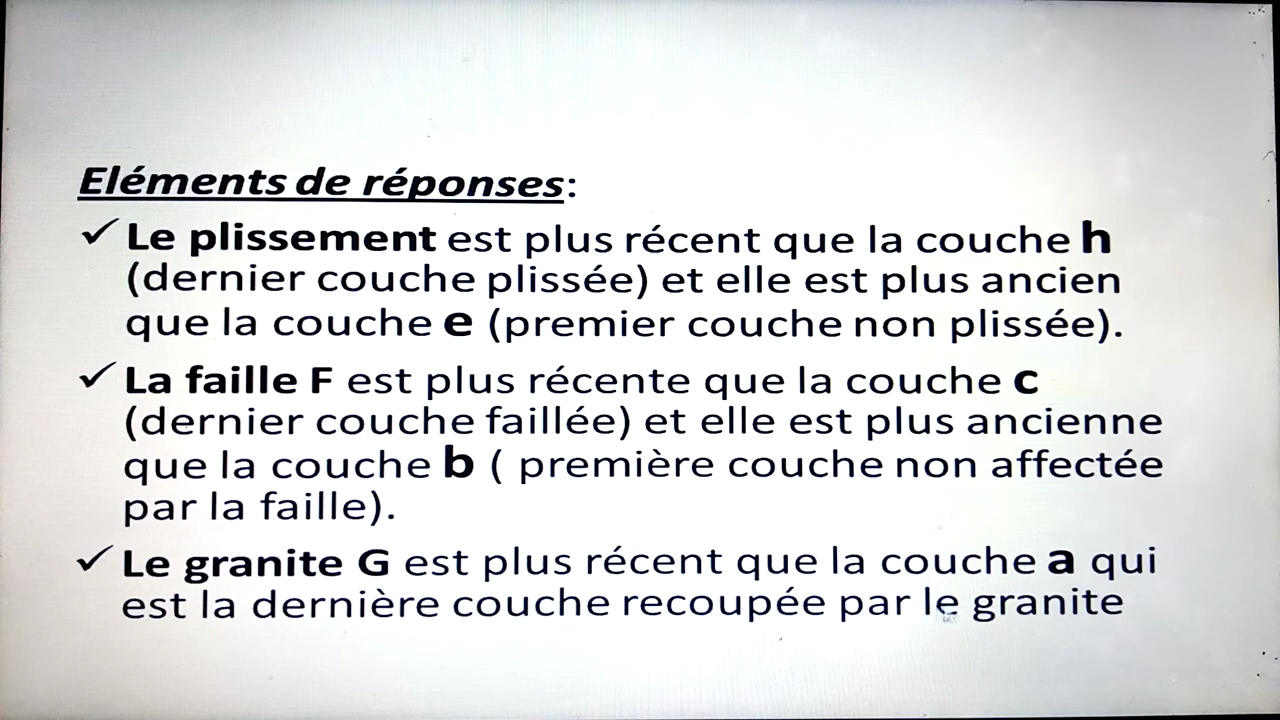 Eléments de réponses:
✓ Le plissement est plus récent que la couche h
(dernier couche plissée) et elle est plus ancien
que la couche e (premier couche non plissée).
✓ La faille F est plus récente que la couche c
(dernier couche faillée) et elle est plus ancienne
que la couche b ( première couche non affectée
par la faille).
✓ Le granite G est plus récent que la couche a qui
est la dernière couche recoupée par le granite